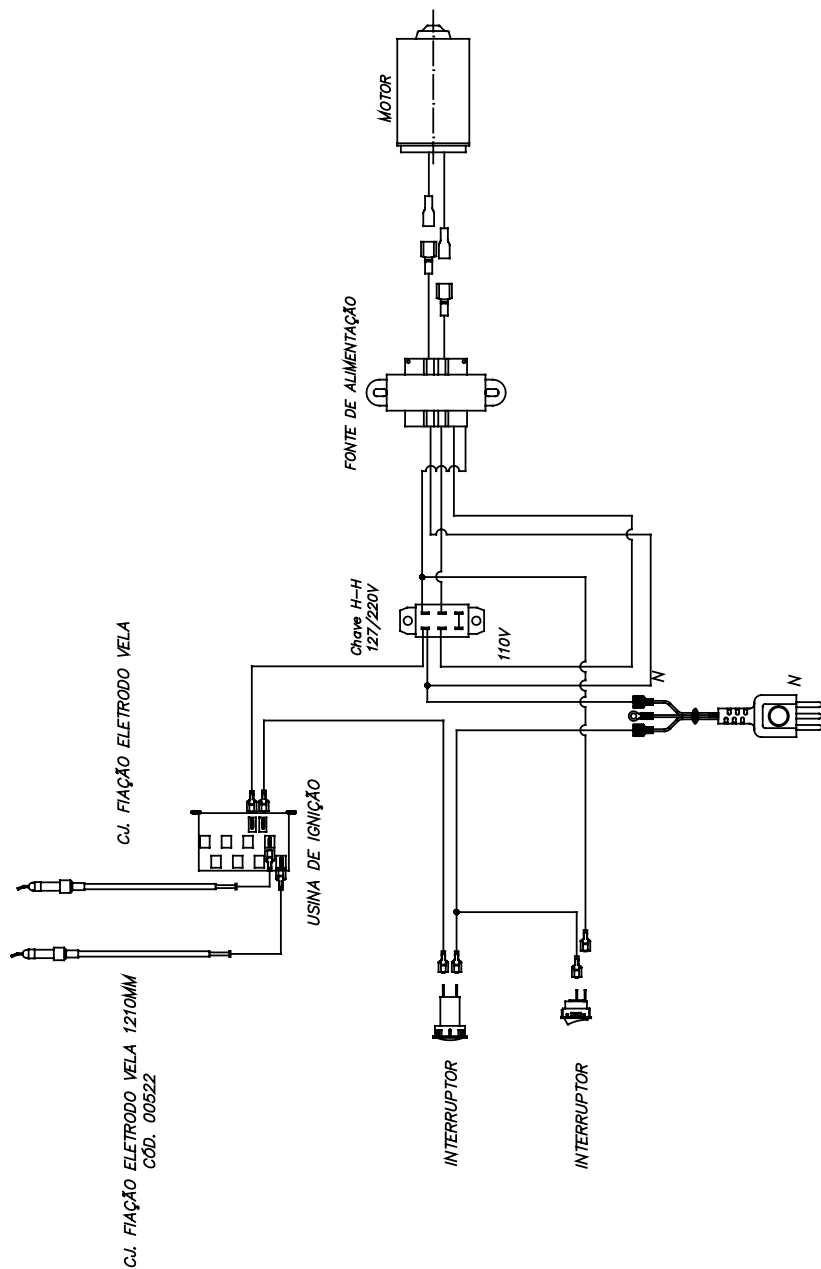 MOTOR
FONTE DE ALIMENTAÇÃO
Chave H-H
127/220V
110V
N
N
CJ. FIAÇÃO ELETRODO VELA
USINA DE IGNIÇÃO
CJ. FIAÇÃO ELETRODO VELA 1210MM
CÓD. 00522
INTERRUPTOR
INTERRUPTOR